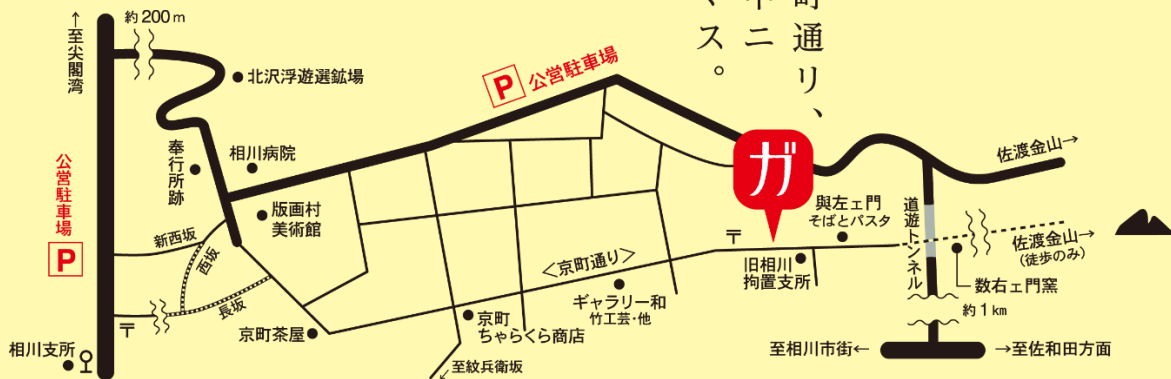 町通リ、
ニ
ス。
約200m
↑至尖閣湾
北沢浮遊選鉱場
P 公営駐車場
公営駐車場
P
奉行所跡
相川病院
版画村
美術館
新西坂
西坂
長坂
〒
相川支所
京町茶屋
<京町通り>
京町
ちゃらくら商店
←至紋兵衛坂
ギャラリー和
竹工芸・他
〒
ガ
旧相川
拘置支所
與左ェ門
そばとパスタ
道遊トンネル
佐渡金山→
佐渡金山→
(徒歩のみ)
数右ェ門窯
約1km
至相川市街←
→至佐和田方面